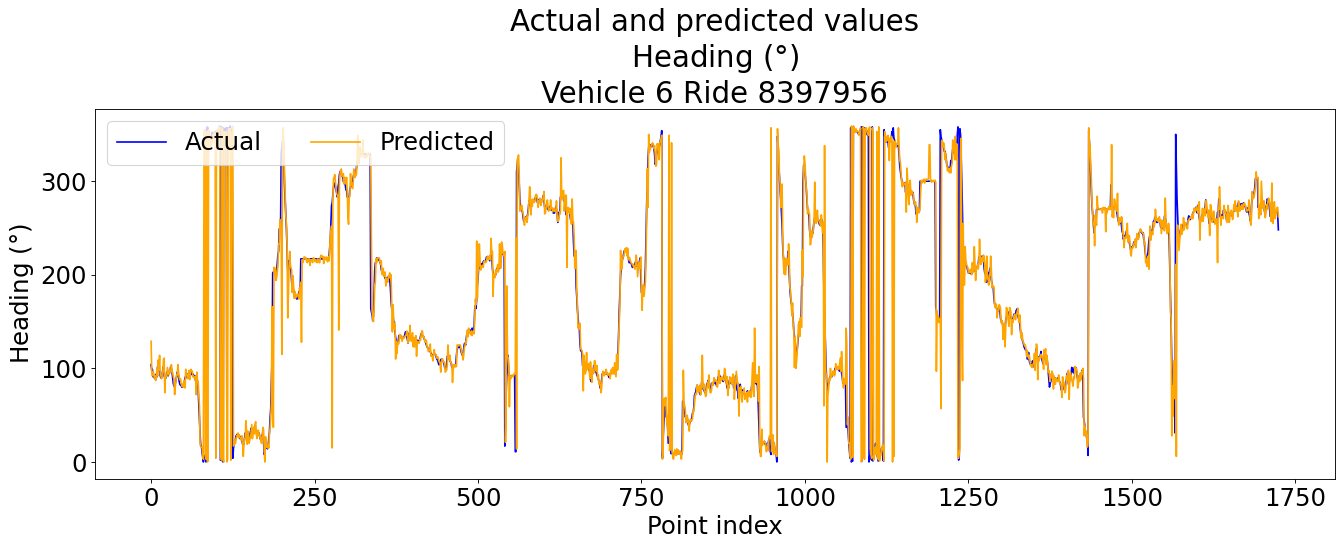 Actual and predicted values
Heading (°)
Vehicle 6 Ride 8397956
Actual
Predicted
Heading (°)
300
200
100
0
0
250
500
750
1000
1250
1500
1750
Point index